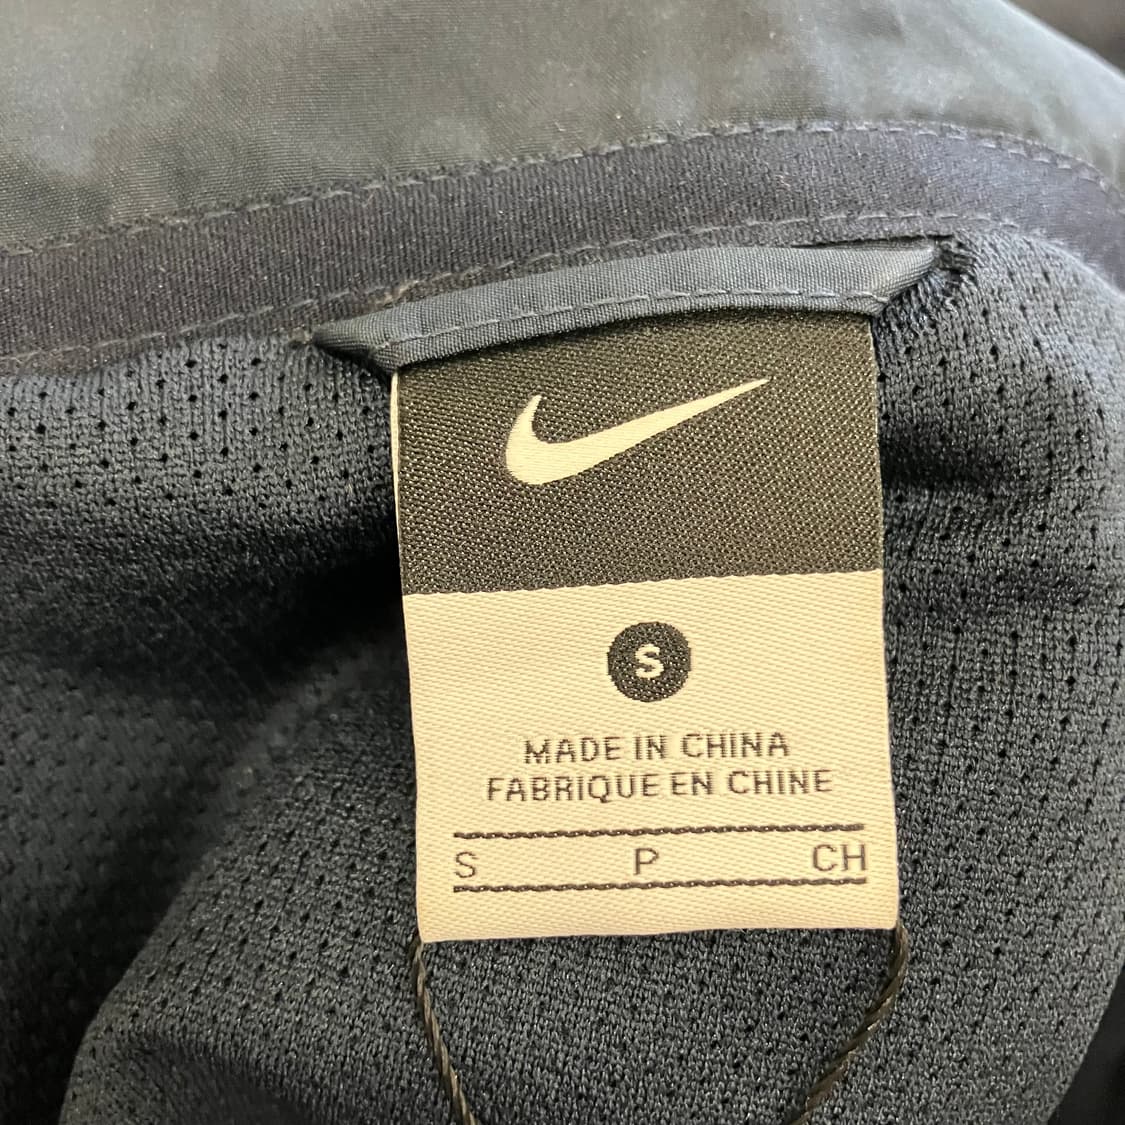 S
MADE IN CHINA
FABRIQUE EN CHINE
S P CH